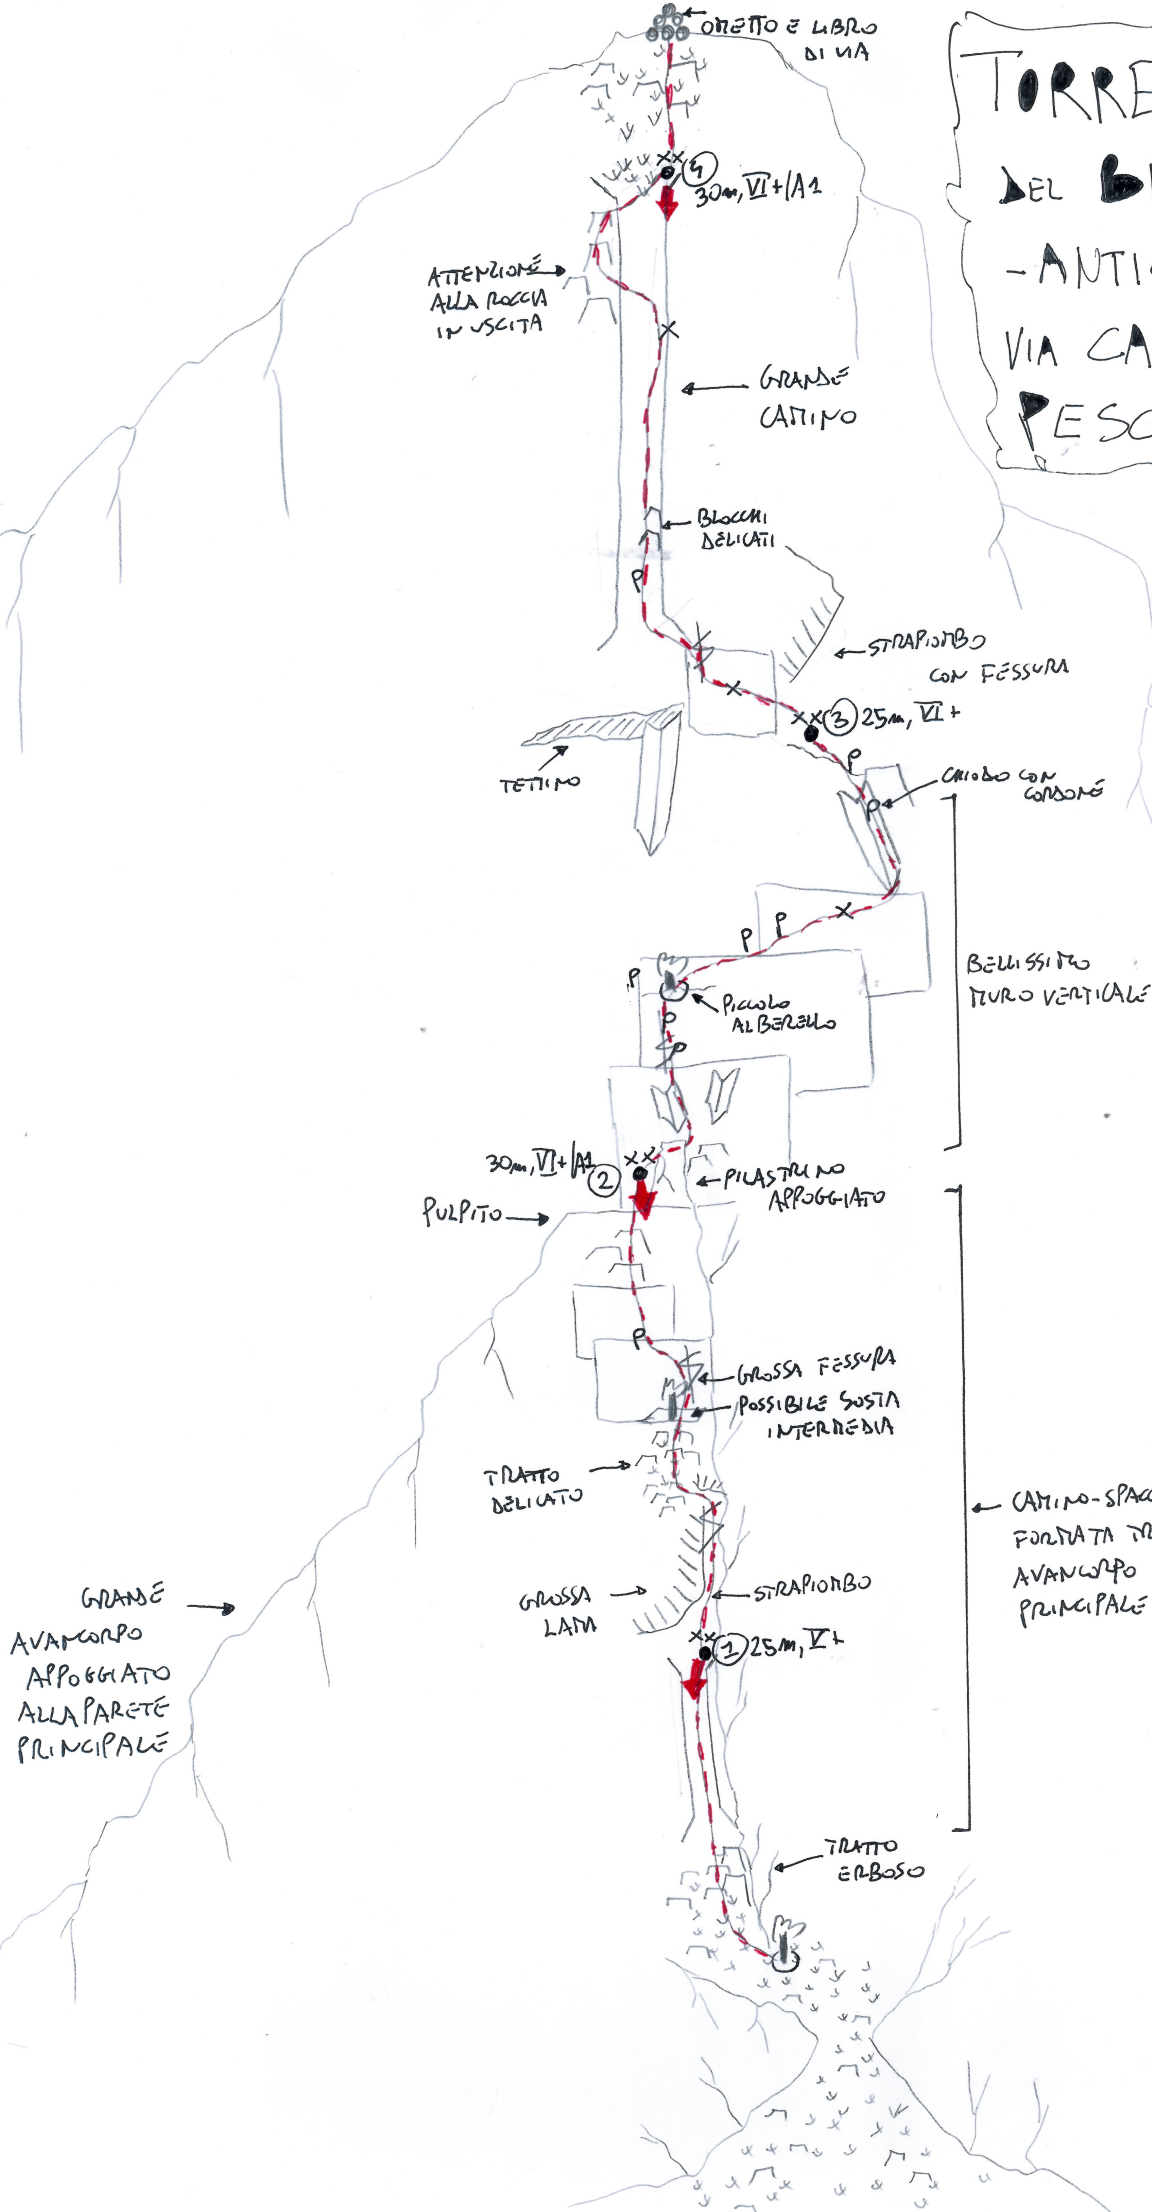 OMETTO E LIBRO
DI VIA
TORRE
DEL B
- ANTI
VIA CA
PESC
4
30m, VI+/A1
ATTENZIONE
ALLA ROCCIA
IN USCITA
GRANDE
CAMINO
BLOCCHI
DELICATI
P
STRAPIOMBO
CON FESSURA
3 25m, VI+
TETTINO
P
CHIODO CON
CORDONE
P
P
P
P
BELLISSIMO
MURO VERTICALE
PICCOLO
ALBERELLO
P
P
30m, VI+/A1
2
PILASTRINO
APPOGGIATO
PULPITO
P
GROSSA FESSURA
POSSIBILE SOSTA
INTERMEDIA
TRATTO
DELICATO
CAMINO-SPAC
FORMATA TR
AVANCORPO
PRINCIPALE
GROSSA
LAMA
STRAPIOMBO
1 25m, V+
GRANDE
AVANCORPO
APPOGGIATO
ALLA PARETE
PRINCIPALE
TRATTO
ERBOSO